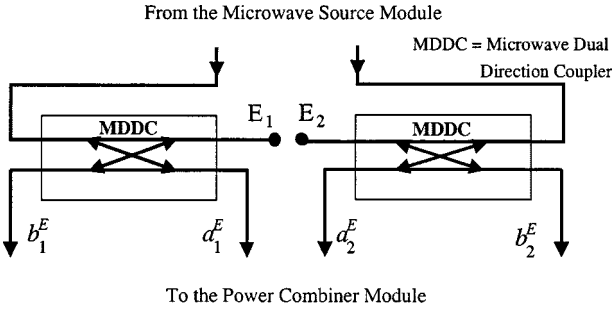 From the Microwave Source Module
MDDC = Microwave Dual
Direction Coupler
E1 E2
MDDC MDDC
b1E a1E a2E b2E
To the Power Combiner Module